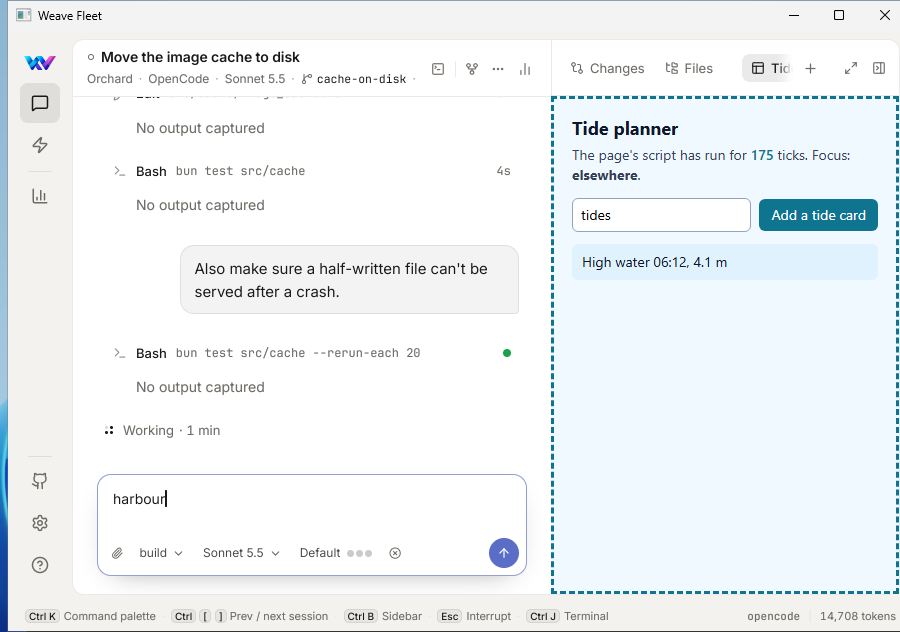 Weave Fleet
Move the image cache to disk
Orchard · OpenCode · Sonnet 5.5 · cache-on-disk ·
No output captured
Bash bun test src/cache 4s
No output captured
Also make sure a half-written file can't be
served after a crash.
Bash bun test src/cache --rerun-each 20
No output captured
Working · 1 min
harbour
build Sonnet 5.5 Default
Changes Files Tid
Tide planner
The page's script has run for 175 ticks. Focus:
elsewhere.
tides Add a tide card
High water 06:12, 4.1 m
Ctrl K Command palette Ctrl [ ] Prev / next session Ctrl B Sidebar Esc Interrupt Ctrl J Terminal opencode 14,708 tokens